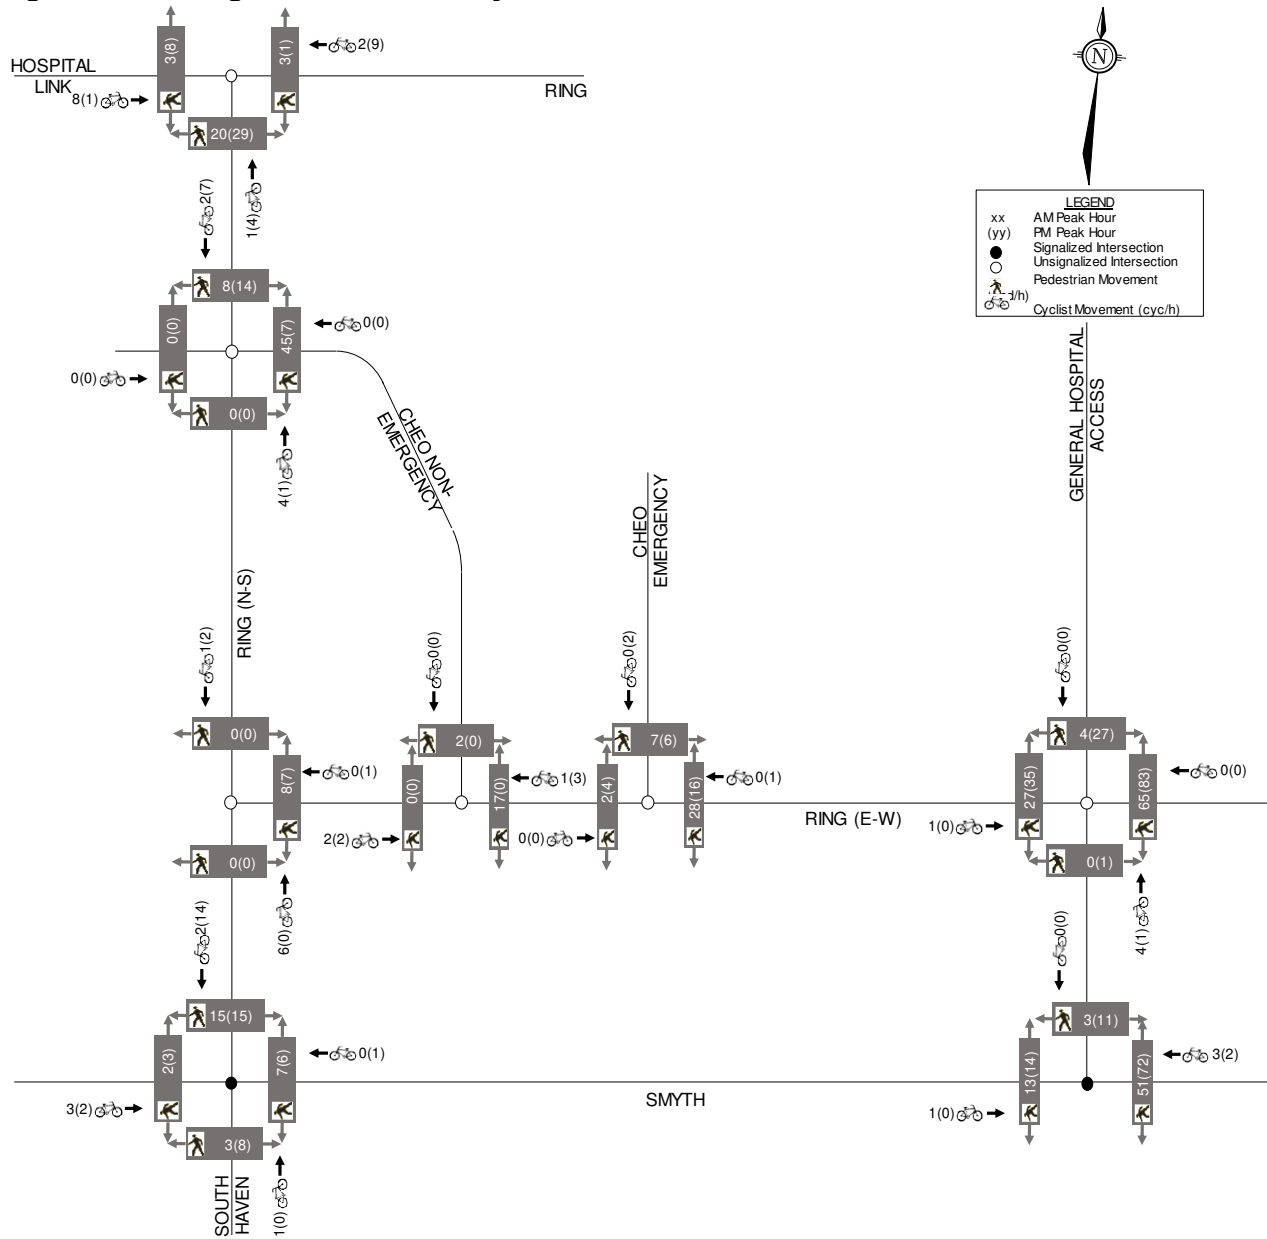 3(8)
3(1)
2(9)
HOSPITAL
LINK
RING
8(1)
20(29)
2(7)
1(4)
LEGEND
xx AM Peak Hour
(yy) PM Peak Hour
Signalized Intersection
Unsignalized Intersection
Pedestrian Movement
d/h)
Cyclist Movement (cyc/h)
N
8(14)
0(0)
45(7)
0(0)
0(0)
0(0)
4(1)
CHEO NON-
EMERGENCY
CHEO
EMERGENCY
GENERAL HOSPITAL
ACCESS
RING (N-S)
1(2)
0(0)
0(2)
0(0)
0(0)
8(7)
0(1)
0(0)
6(0)
2(0)
0(0)
17(0)
1(3)
2(2)
7(6)
2(4)
28(16)
0(1)
0(0)
RING (E-W)
4(27)
27(35)
65(83)
0(0)
1(0)
0(1)
4(1)
2(14)
0(0)
15(15)
2(3)
7(6)
0(1)
3(2)
3(8)
1(0)
SOUTH
HAVEN
SMYTH
3(11)
13(14)
51(72)
3(2)
1(0)